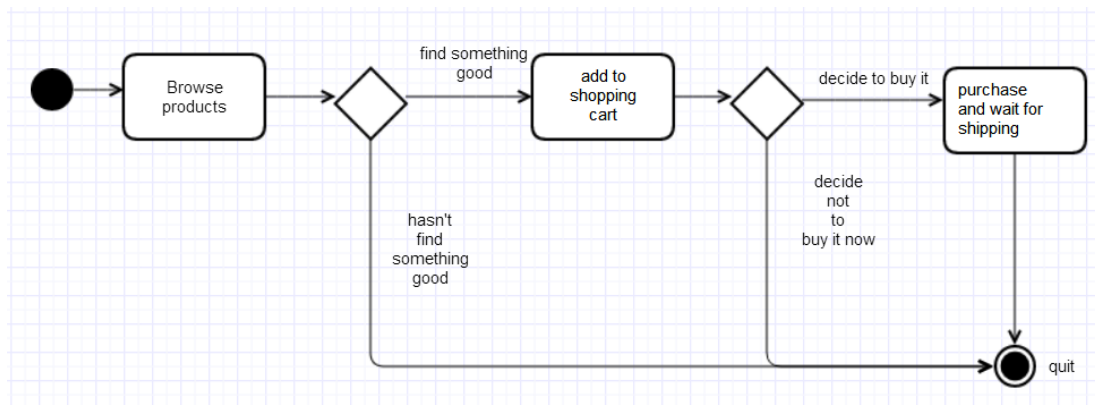 Browse
products
find something
good
add to
shopping
cart
decide to buy it
purchase
and wait for
shipping
hasn't
find
something
good
decide
not
to
buy it now
quit